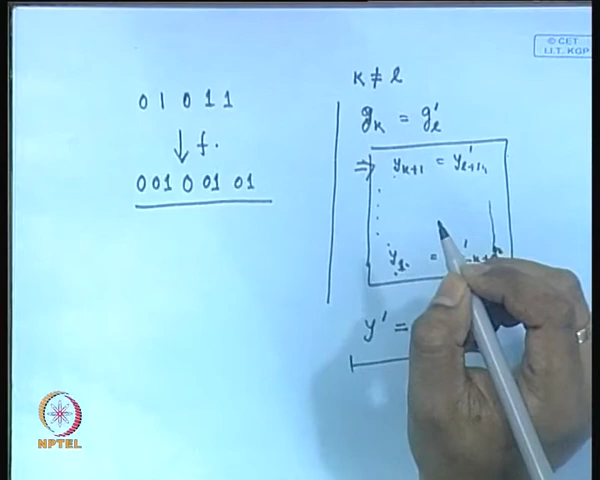 © CET
I.I.T. KGP
k ≠ l
0 1 0 1 1
g_k = g'_l
↓ f.
⇒ y_{k+1} = y'_{l+1},
0 0 1 0 0 1 0 1
y' =
NPTEL